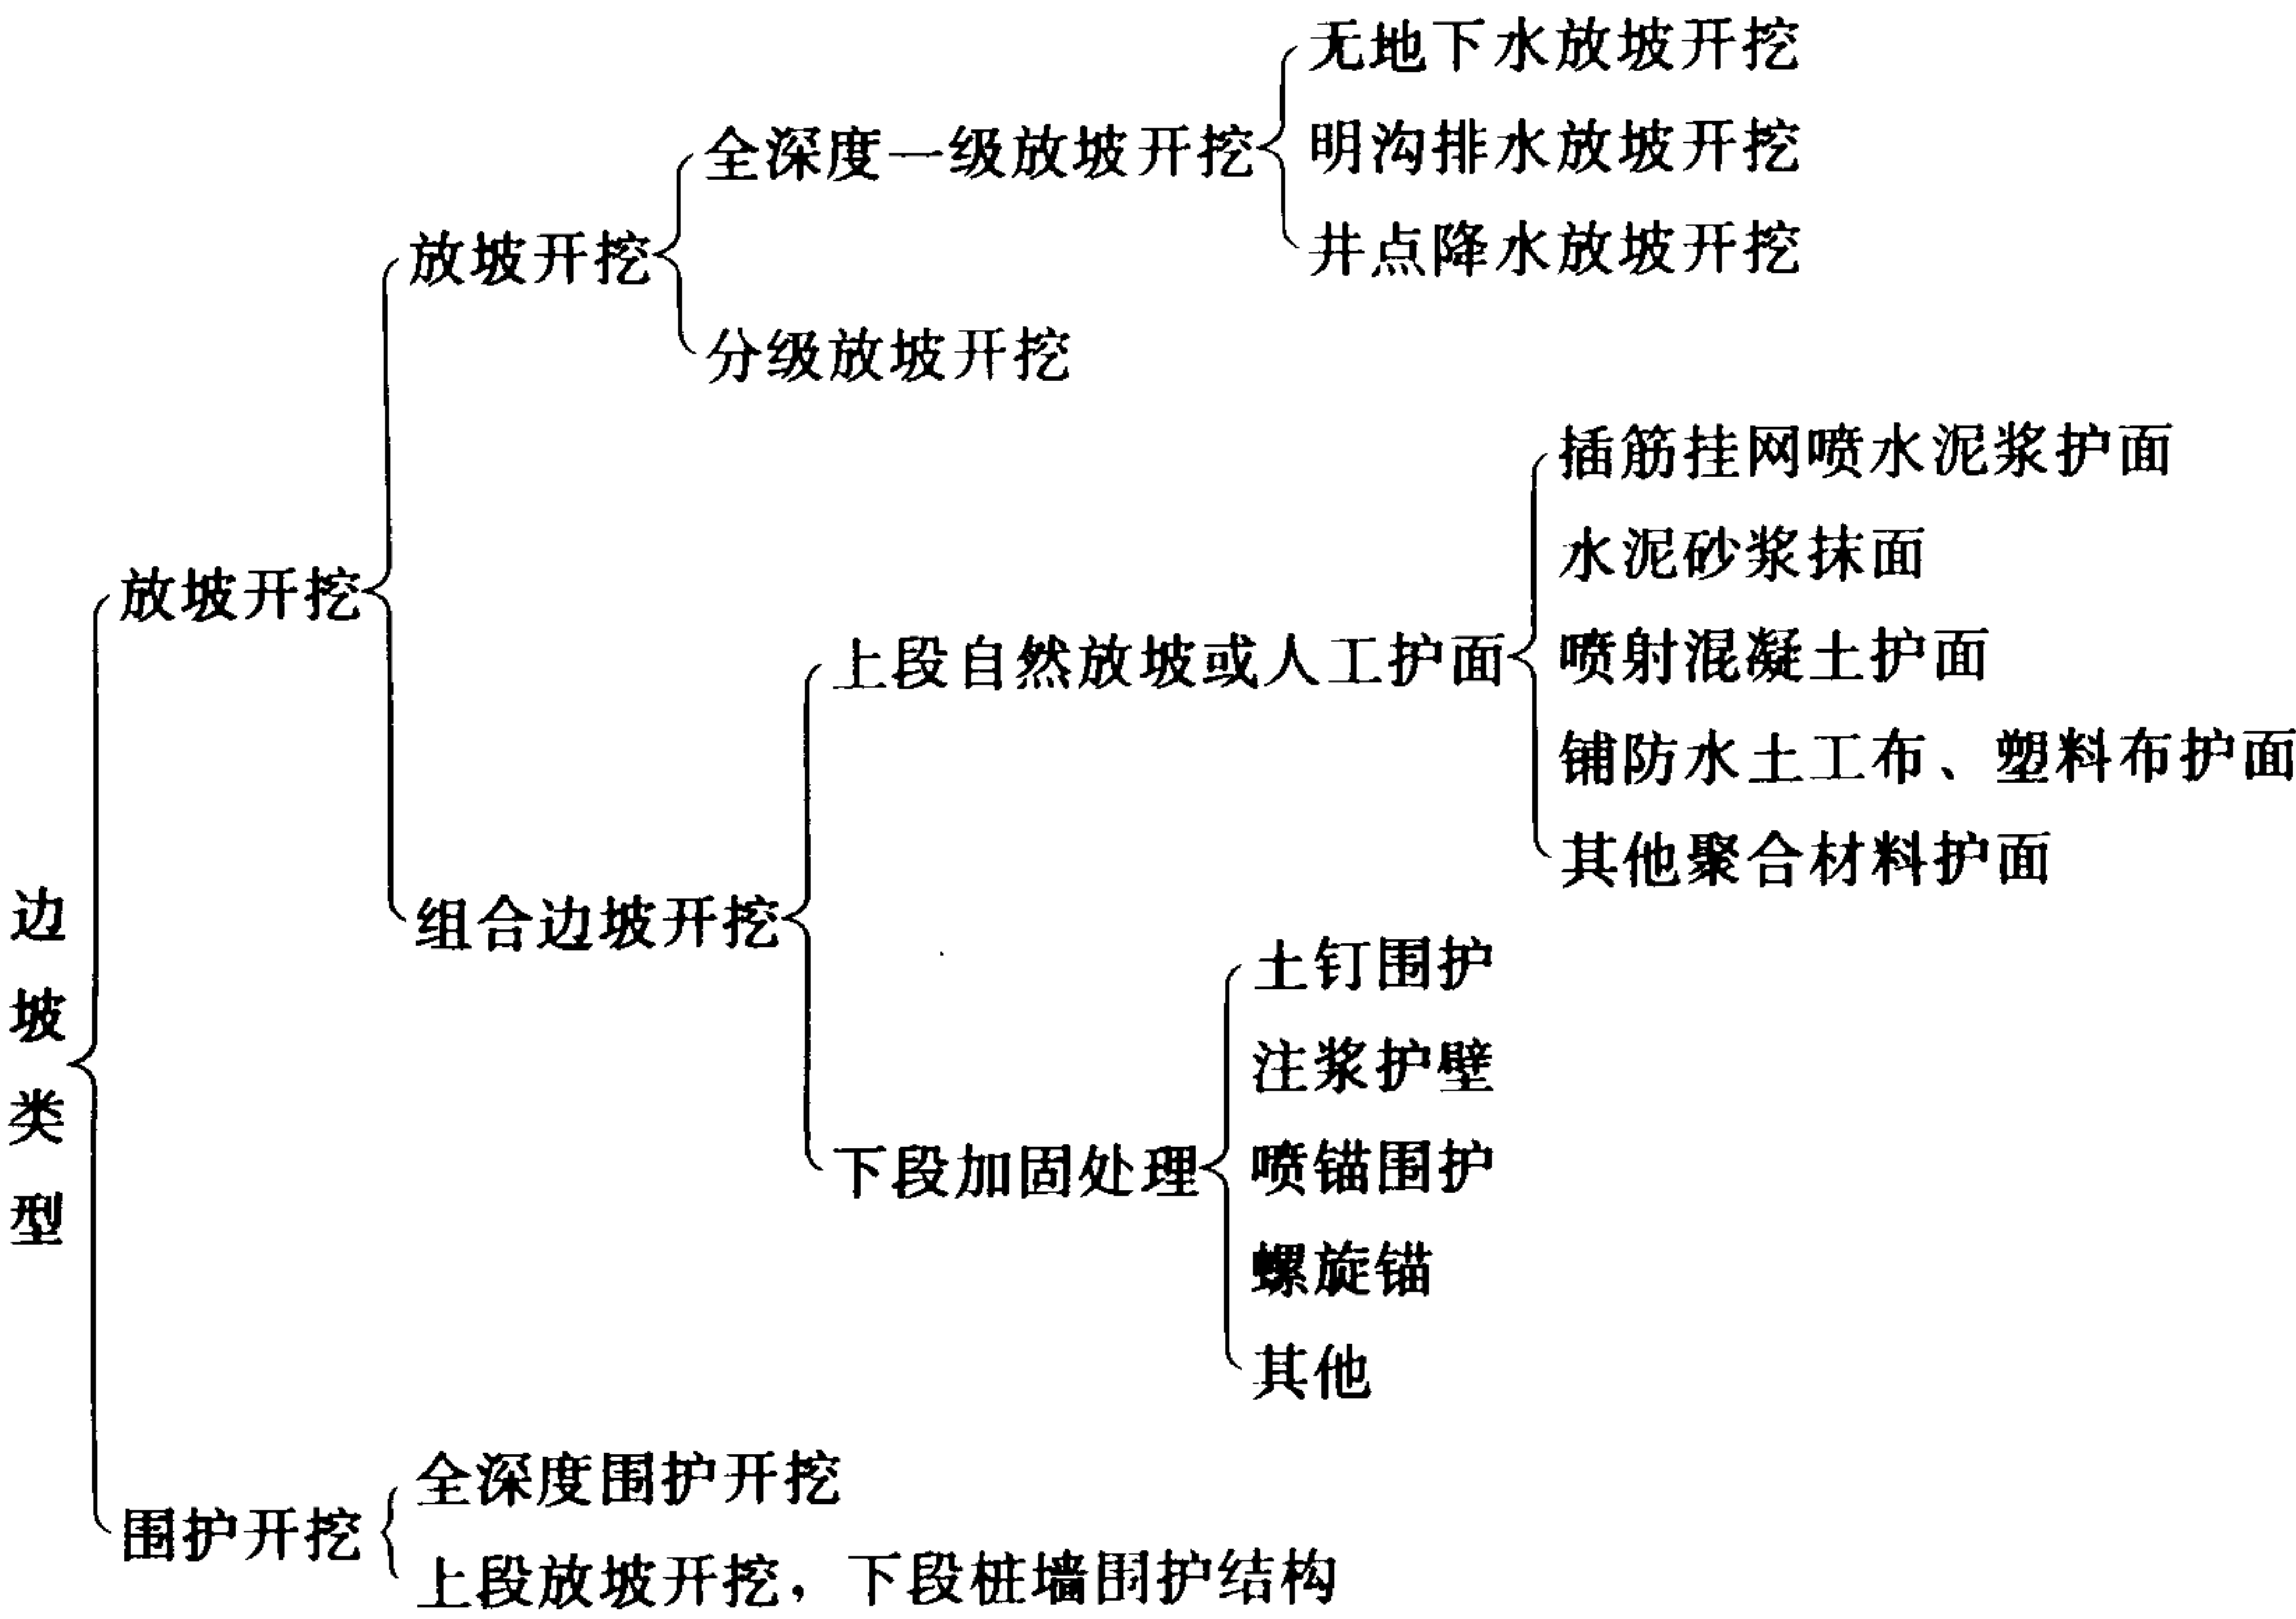 边坡类型
放坡开挖
放坡开挖
全深度一级放坡开挖
无地下水放坡开挖
明沟排水放坡开挖
井点降水放坡开挖
分级放坡开挖
组合边坡开挖
上段自然放坡或人工护面
插筋挂网喷水泥浆护面
水泥砂浆抹面
喷射混凝土护面
铺防水土工布、塑料布护面
其他聚合材料护面
下段加固处理
土钉围护
注浆护壁
喷锚围护
螺旋锚
其他
围护开挖
全深度围护开挖
上段放坡开挖，下段桩墙围护结构